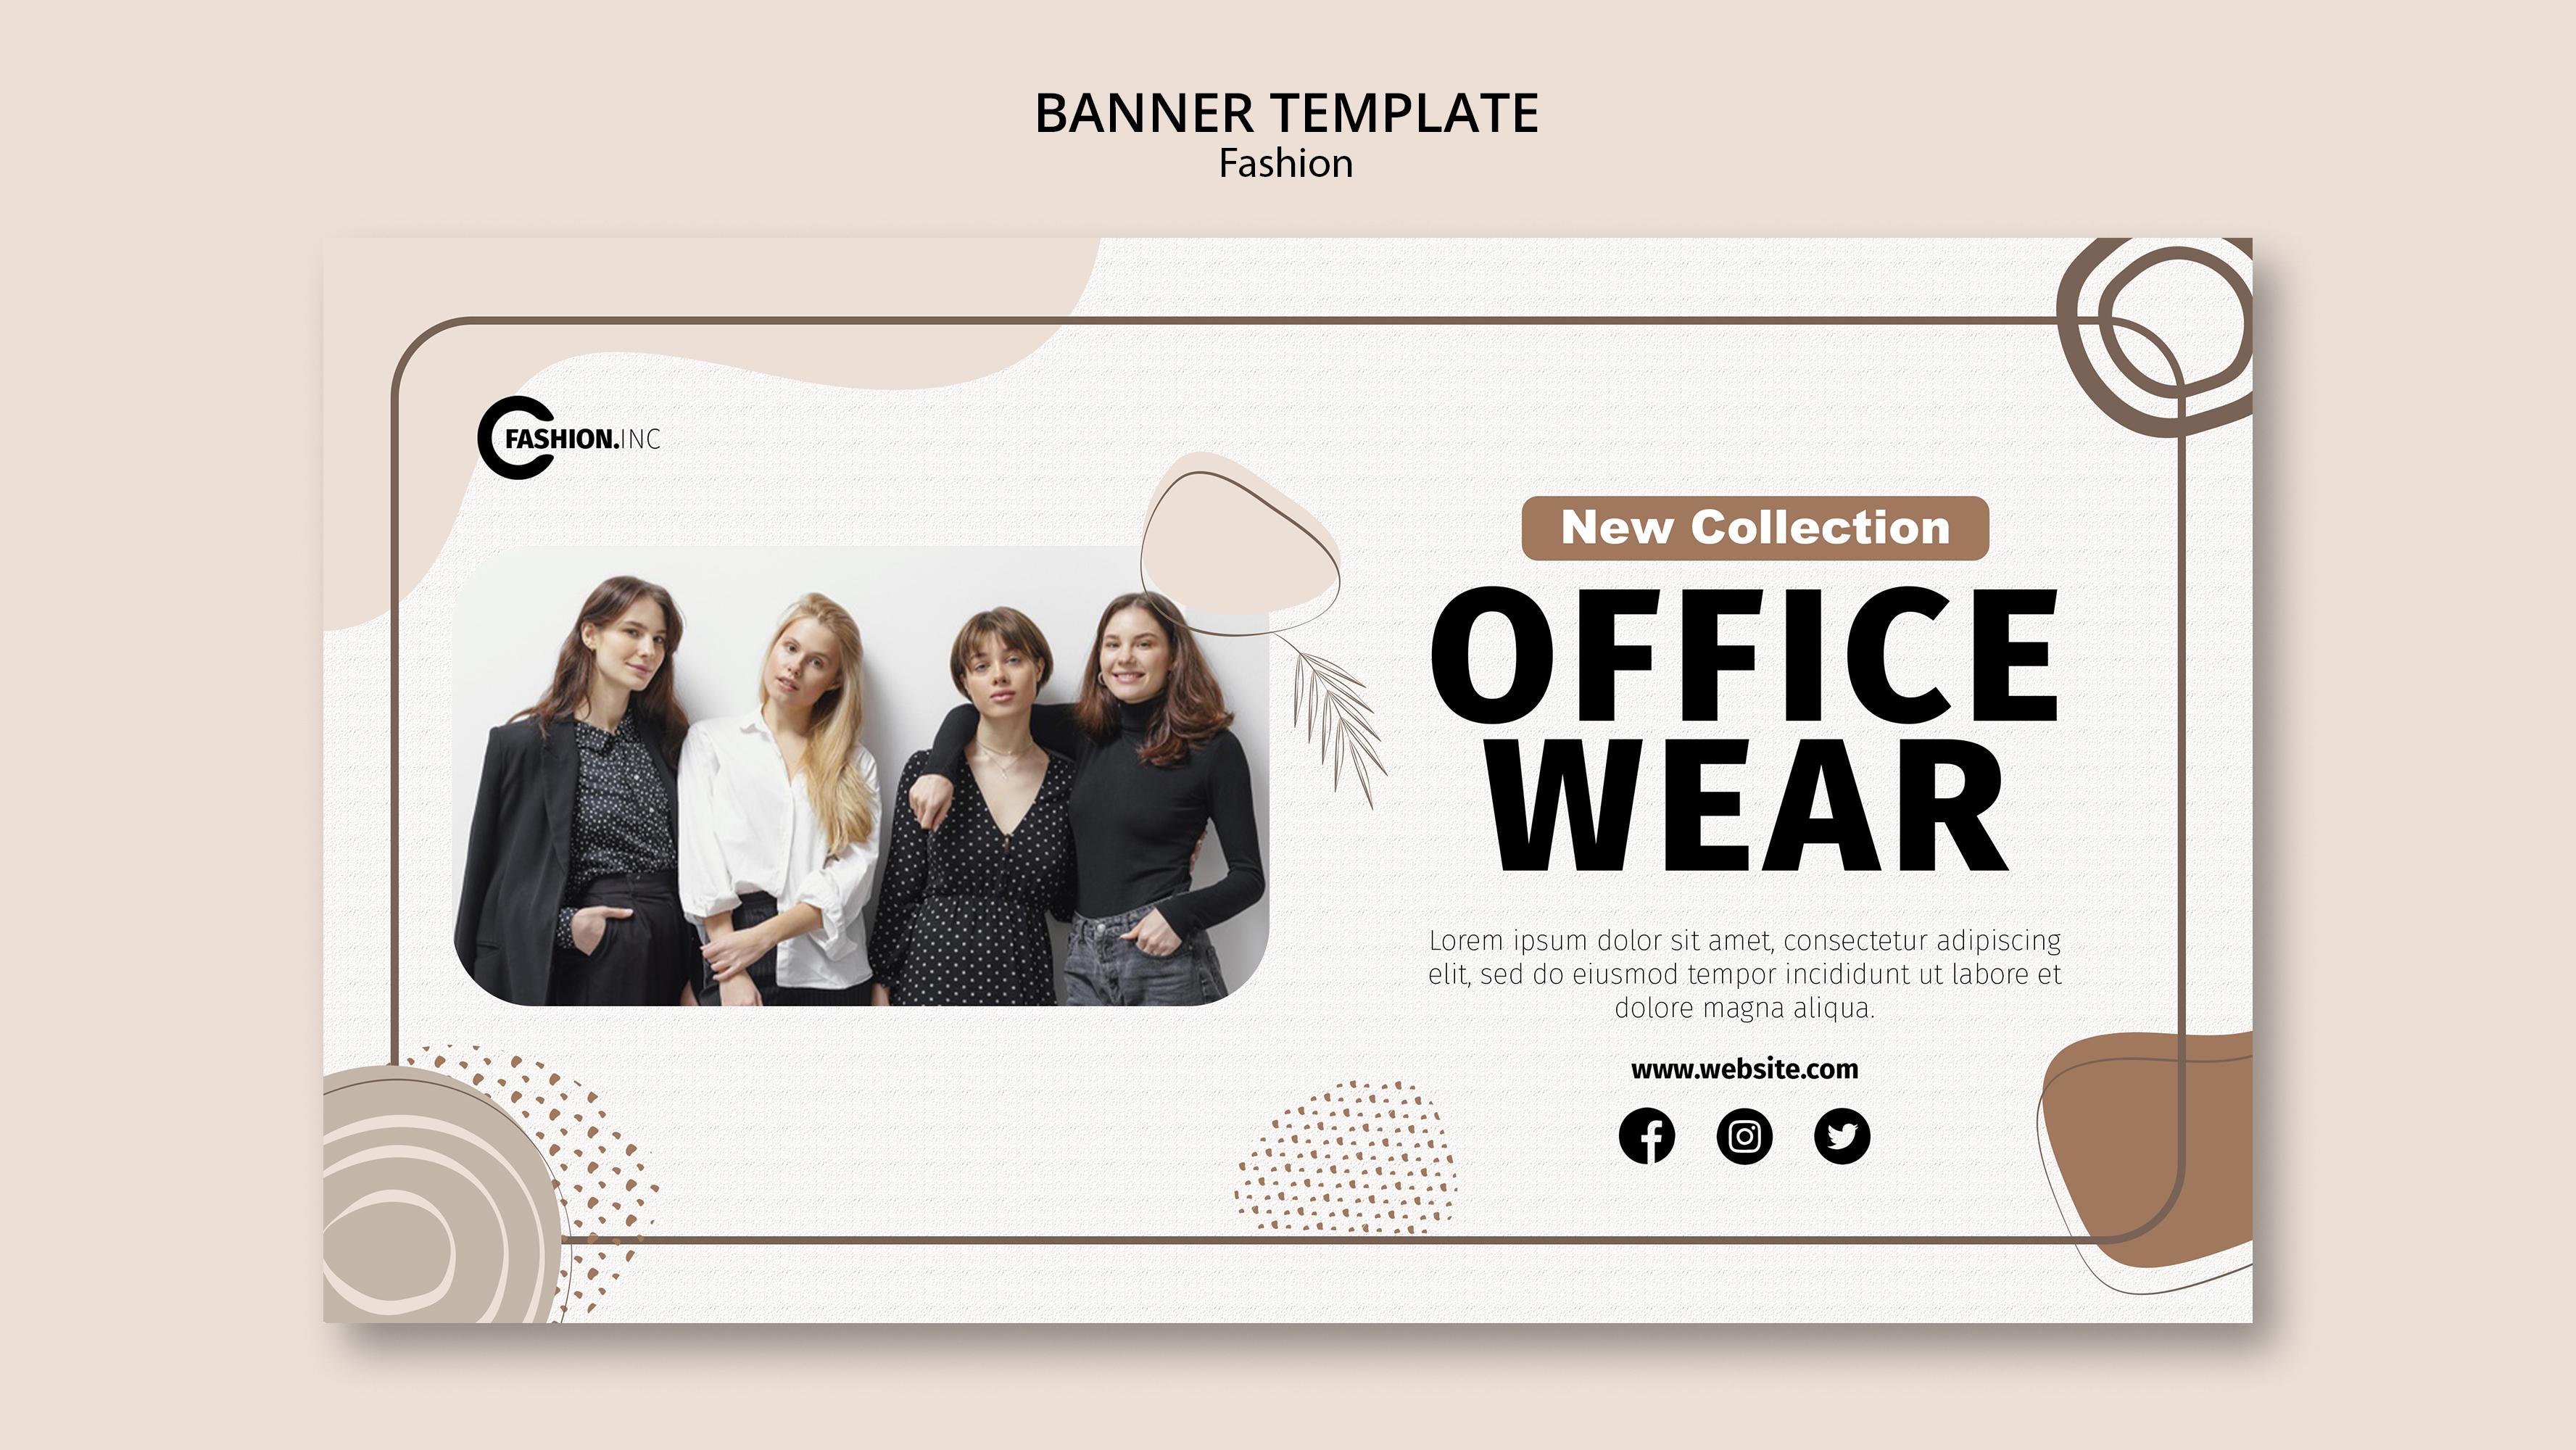 BANNER TEMPLATE
Fashion
FASHION.INC
New Collection
OFFICE
WEAR
Lorem ipsum dolor sit amet, consectetur adipiscing
elit, sed do eiusmod tempor incididunt ut labore et
dolore magna aliqua.
www.website.com